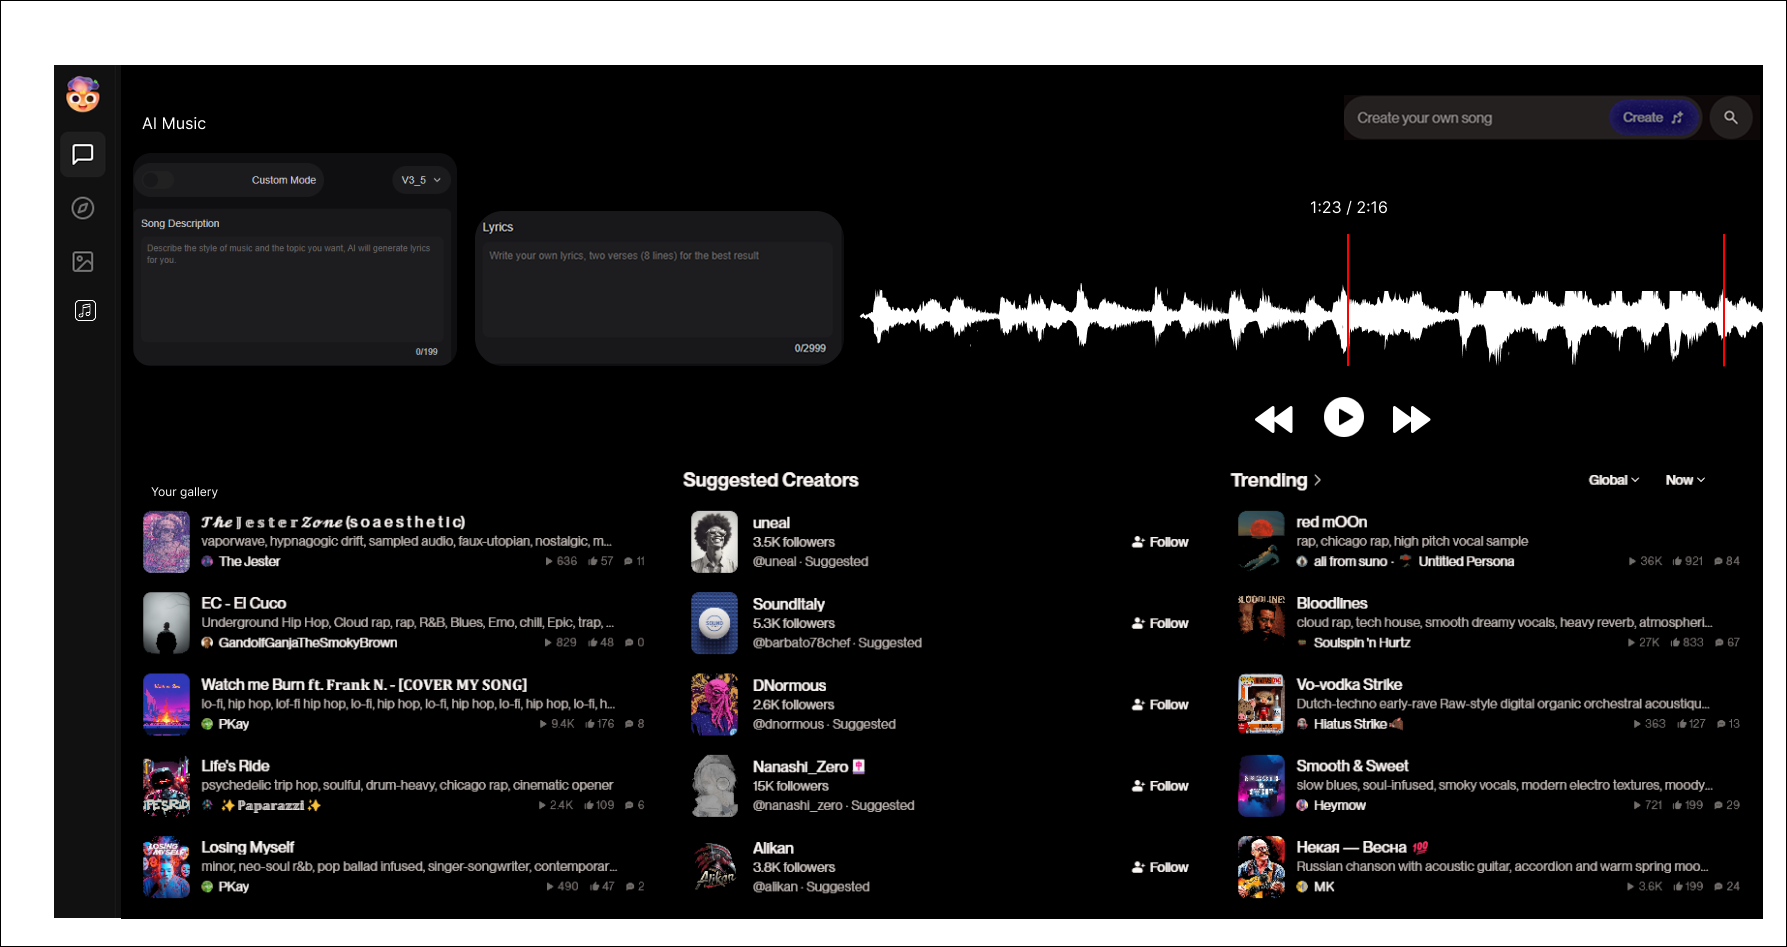 AI Music
Create your own song
Create
Custom Mode
V3_5
Song Description
Describe the style of music and the topic you want, AI will generate lyrics
for you.
0/199
Lyrics
Write your own lyrics, two verses (8 lines) for the best result
0/2999
1:23 / 2:16
Your gallery
𝓣𝓱𝓮 𝕁 𝕖 𝕤 𝕥 𝕖 𝕣 𝒁𝒐𝒏𝒆 (s o a e s t h e t i c)
vaporwave, hypnagogic drift, sampled audio, faux-utopian, nostalgic, m...
The Jester
636 57 11
EC - El Cuco
Underground Hip Hop, Cloud rap, rap, R&B, Blues, Emo, chill, Epic, trap, ...
GandolfGanjaTheSmokyBrown
829 48 0
Watch me Burn ft. 𝐅𝐫𝐚𝐧𝐤 𝐍. - [𝐂𝐎𝐕𝐄𝐑 𝐌𝐘 𝐒𝐎𝐍𝐆]
lo-fi, hip hop, lof-fi hip hop, lo-fi, hip hop, lo-fi, hip hop, lo-fi, hip hop, lo-fi, h...
PKay
9.4K 176 8
LIFE'S RIDE
Life's Ride
psychedelic trip hop, soulful, drum-heavy, chicago rap, cinematic opener
✨ ℙ𝕒𝕡𝕒𝕣𝕒𝕫𝕫𝕚 ✨
2.4K 109 6
LOSING MYSELF
Losing Myself
minor, neo-soul r&b, pop ballad infused, singer-songwriter, contemporar...
PKay
490 47 2
Suggested Creators
uneal
3.5K followers
@uneal · Suggested
Follow
SoundItaly
5.3K followers
@barbato78chef · Suggested
Follow
DNormous
2.6K followers
@dnormous · Suggested
Follow
Nanashi_Zero 🀄
15K followers
@nanashi_zero · Suggested
Follow
Alikan
Alikan
3.8K followers
@alikan · Suggested
Follow
Trending
Global
Now
red mOOn
rap, chicago rap, high pitch vocal sample
all from suno · Untitled Persona
36K 921 84
BLOODLINES
Bloodlines
cloud rap, tech house, smooth dreamy vocals, heavy reverb, atmospheri...
Soulspin 'n Hurtz
27K 833 67
Vo-vodka Strike
Dutch-techno early-rave Raw-style digital organic orchestral acoustiqu...
Hiatus Strike
363 127 13
Smooth & Sweet
slow blues, soul-infused, smoky vocals, modern electro textures, moody...
Heymow
721 199 29
Некая — Весна 💯
Russian chanson with acoustic guitar, accordion and warm spring moo...
MK
3.6K 199 24